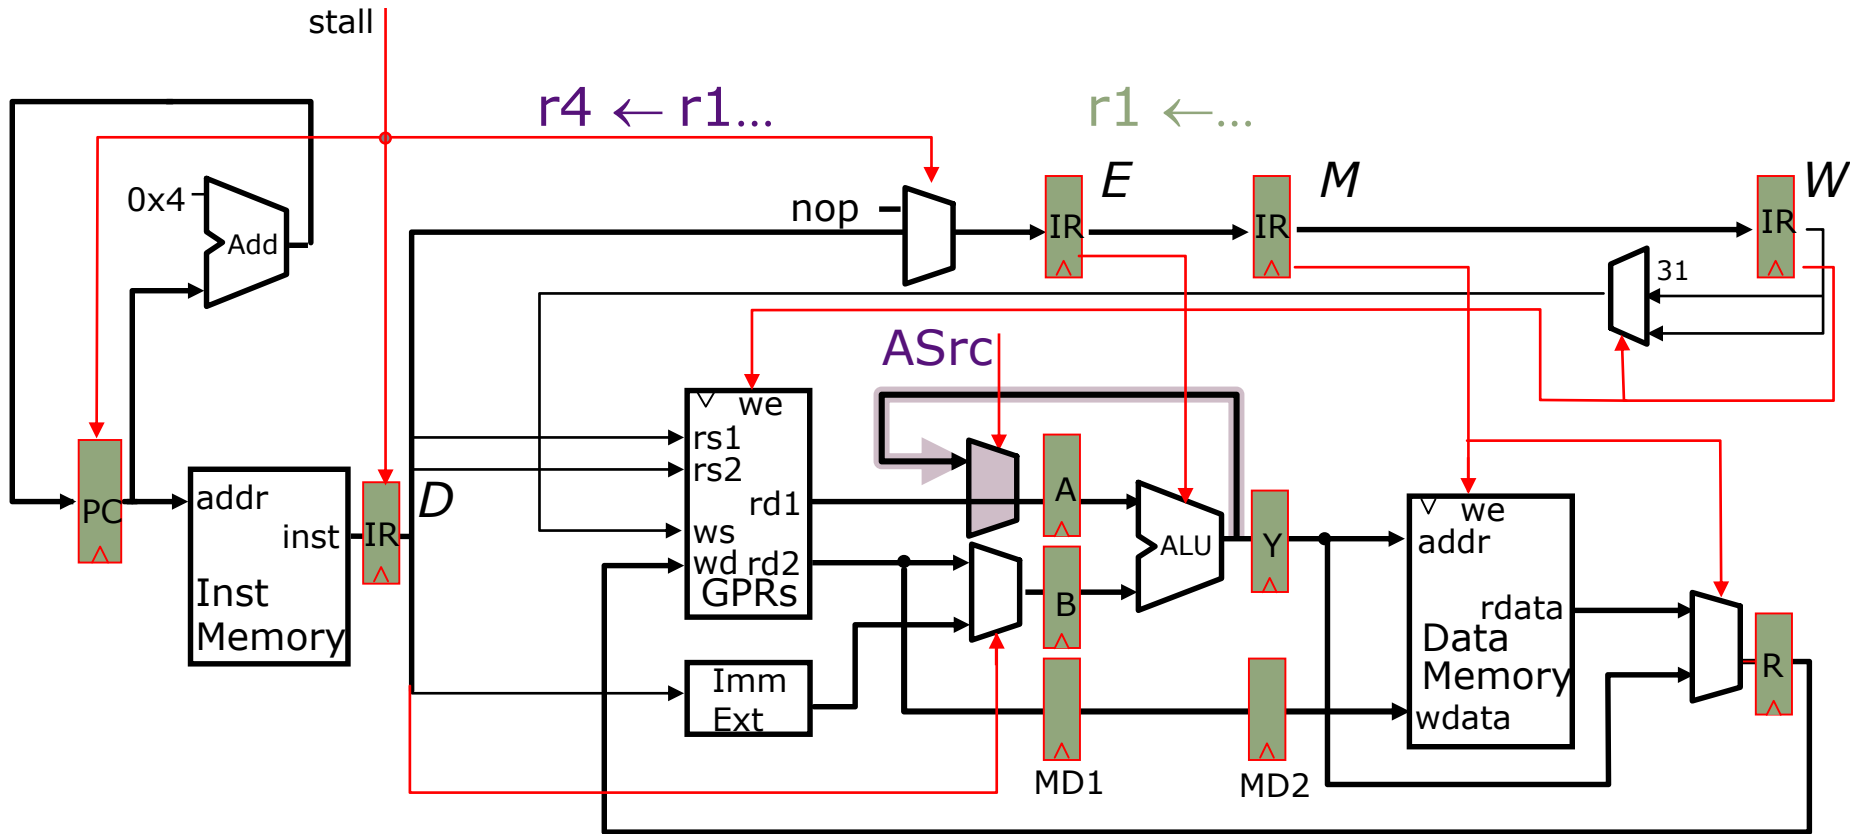 stall
r4 ← r1...
r1 ←...
E
M
W
0x4
Add
nop
IR
IR
IR
31
ASrc
we
rs1
rs2
rd1
ws
wd rd2
GPRs
A
B
ALU
Y
PC
addr
inst
Inst
Memory
IR
D
we
addr
rdata
Data
Memory
wdata
R
Imm
Ext
MD1
MD2